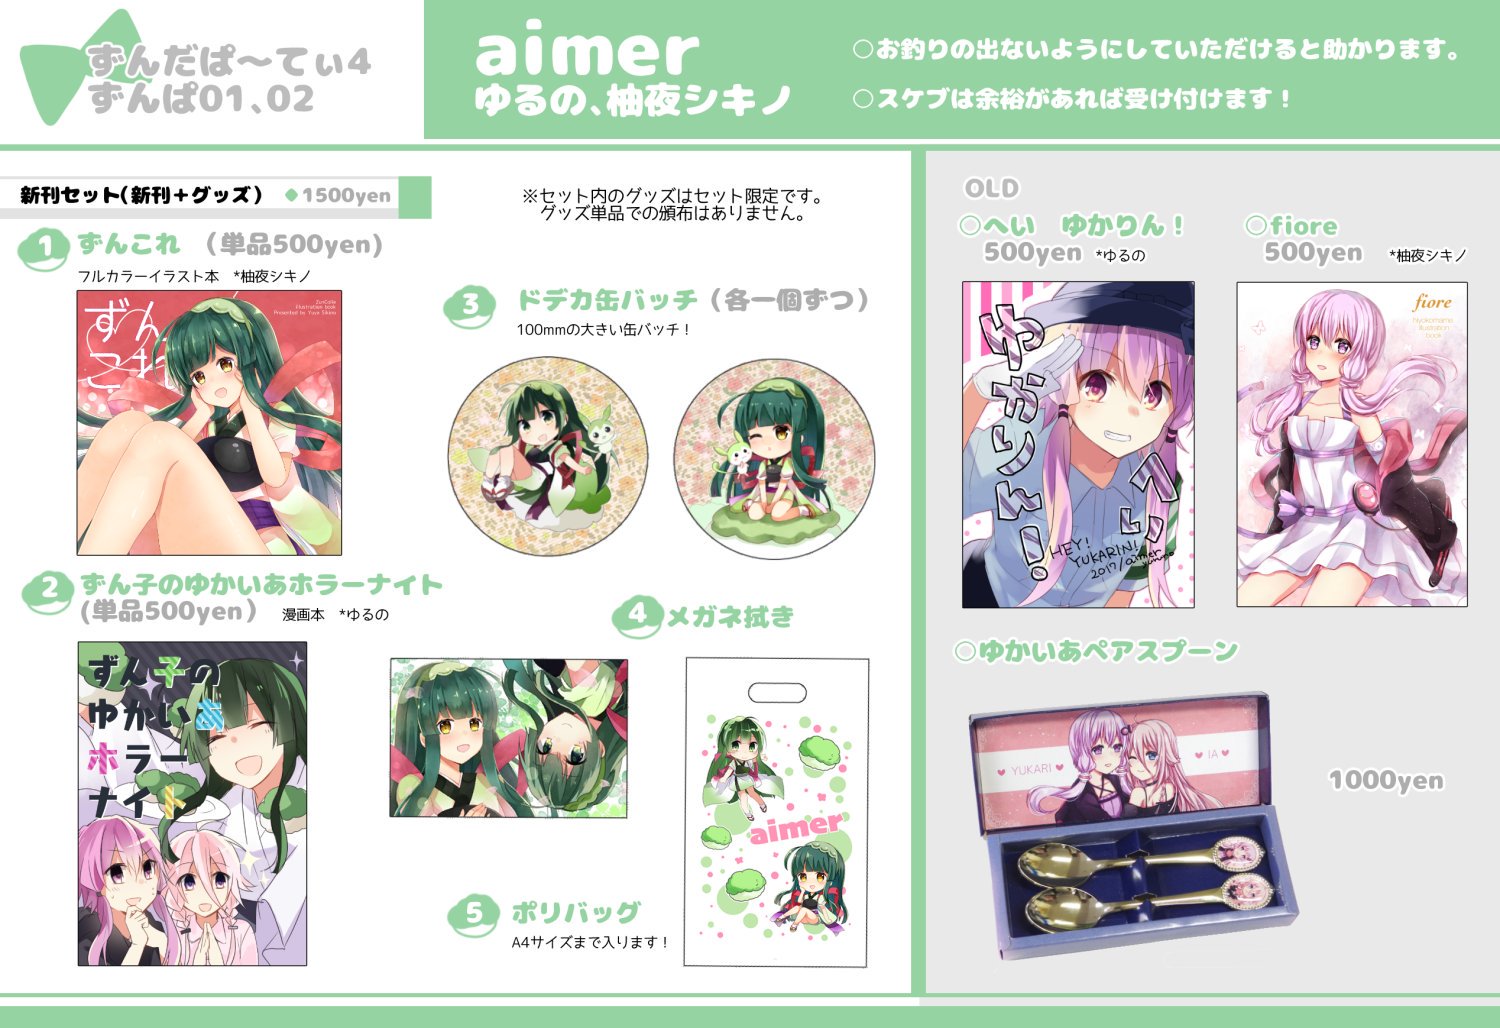 ずんだぱ～てぃ4
ずんぱ01、02
aimer
ゆるの、柚夜シキノ
○お釣りの出ないようにしていただけると助かります。
○スケブは余裕があれば受け付けます！
新刊セット(新刊＋グッズ) ◆1500yen
※セット内のグッズはセット限定です。
グッズ単品での頒布はありません。
1 ずんこれ （単品500yen)
フルカラーイラスト本 *柚夜シキノ
ずん
これ
ZunColle
illustration book
Presented by Yuya Sikino
2 ずん子のゆかいあホラーナイト
(単品500yen） 漫画本 *ゆるの
ずん子の
ゆかいあ
ホラー
ナイト
3 ドデカ缶バッチ（各一個ずつ）
100mmの大きい缶バッチ！
4 メガネ拭き
5 ポリバッグ
A4サイズまで入ります！
aimer
OLD
○へい ゆかりん！
500yen *ゆるの
へい
ゆかりん！
HEY!
YUKARIN!
2017/aimer
○fiore
500yen *柚夜シキノ
fiore
hiyokomame
illustration
book
○ゆかいあペアスプーン
♥ YUKARI ♥
♥ IA ♥
1000yen